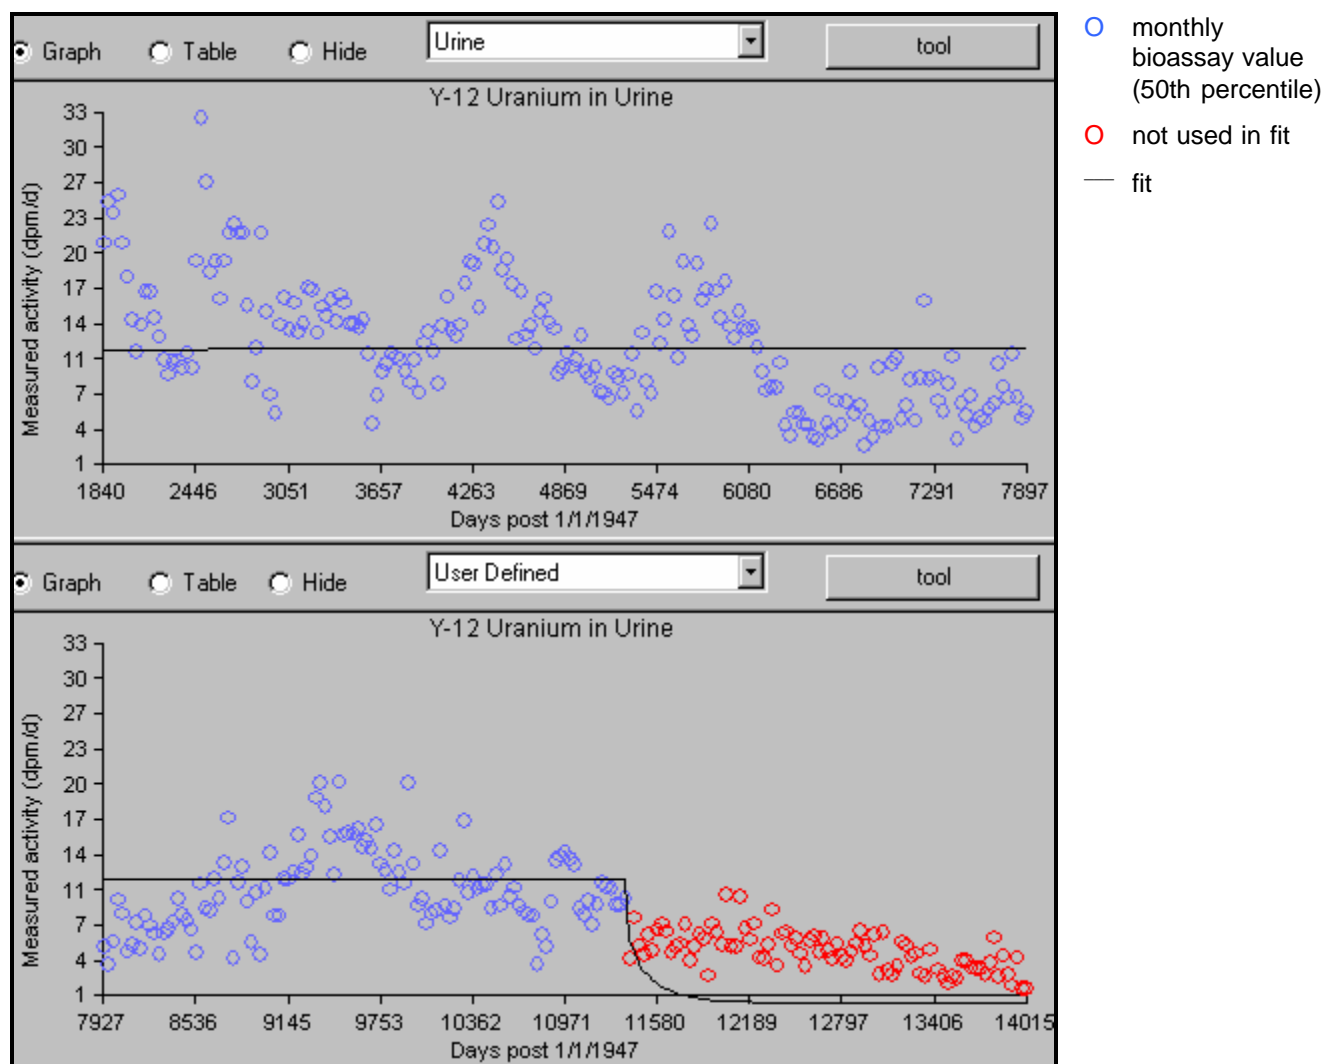 Graph Table Hide Urine tool
Y-12 Uranium in Urine
Measured activity (dpm/d)
33
30
27
23
20
17
14
11
7
4
1
1840 2446 3051 3657 4263 4869 5474 6080 6686 7291 7897
Days post 1/1/1947
Graph Table Hide User Defined tool
Y-12 Uranium in Urine
Measured activity (dpm/d)
33
30
27
23
20
17
14
11
7
4
1
7927 8536 9145 9753 10362 10971 11580 12189 12797 13406 14015
Days post 1/1/1947
monthly
bioassay value
(50th percentile)
not used in fit
fit